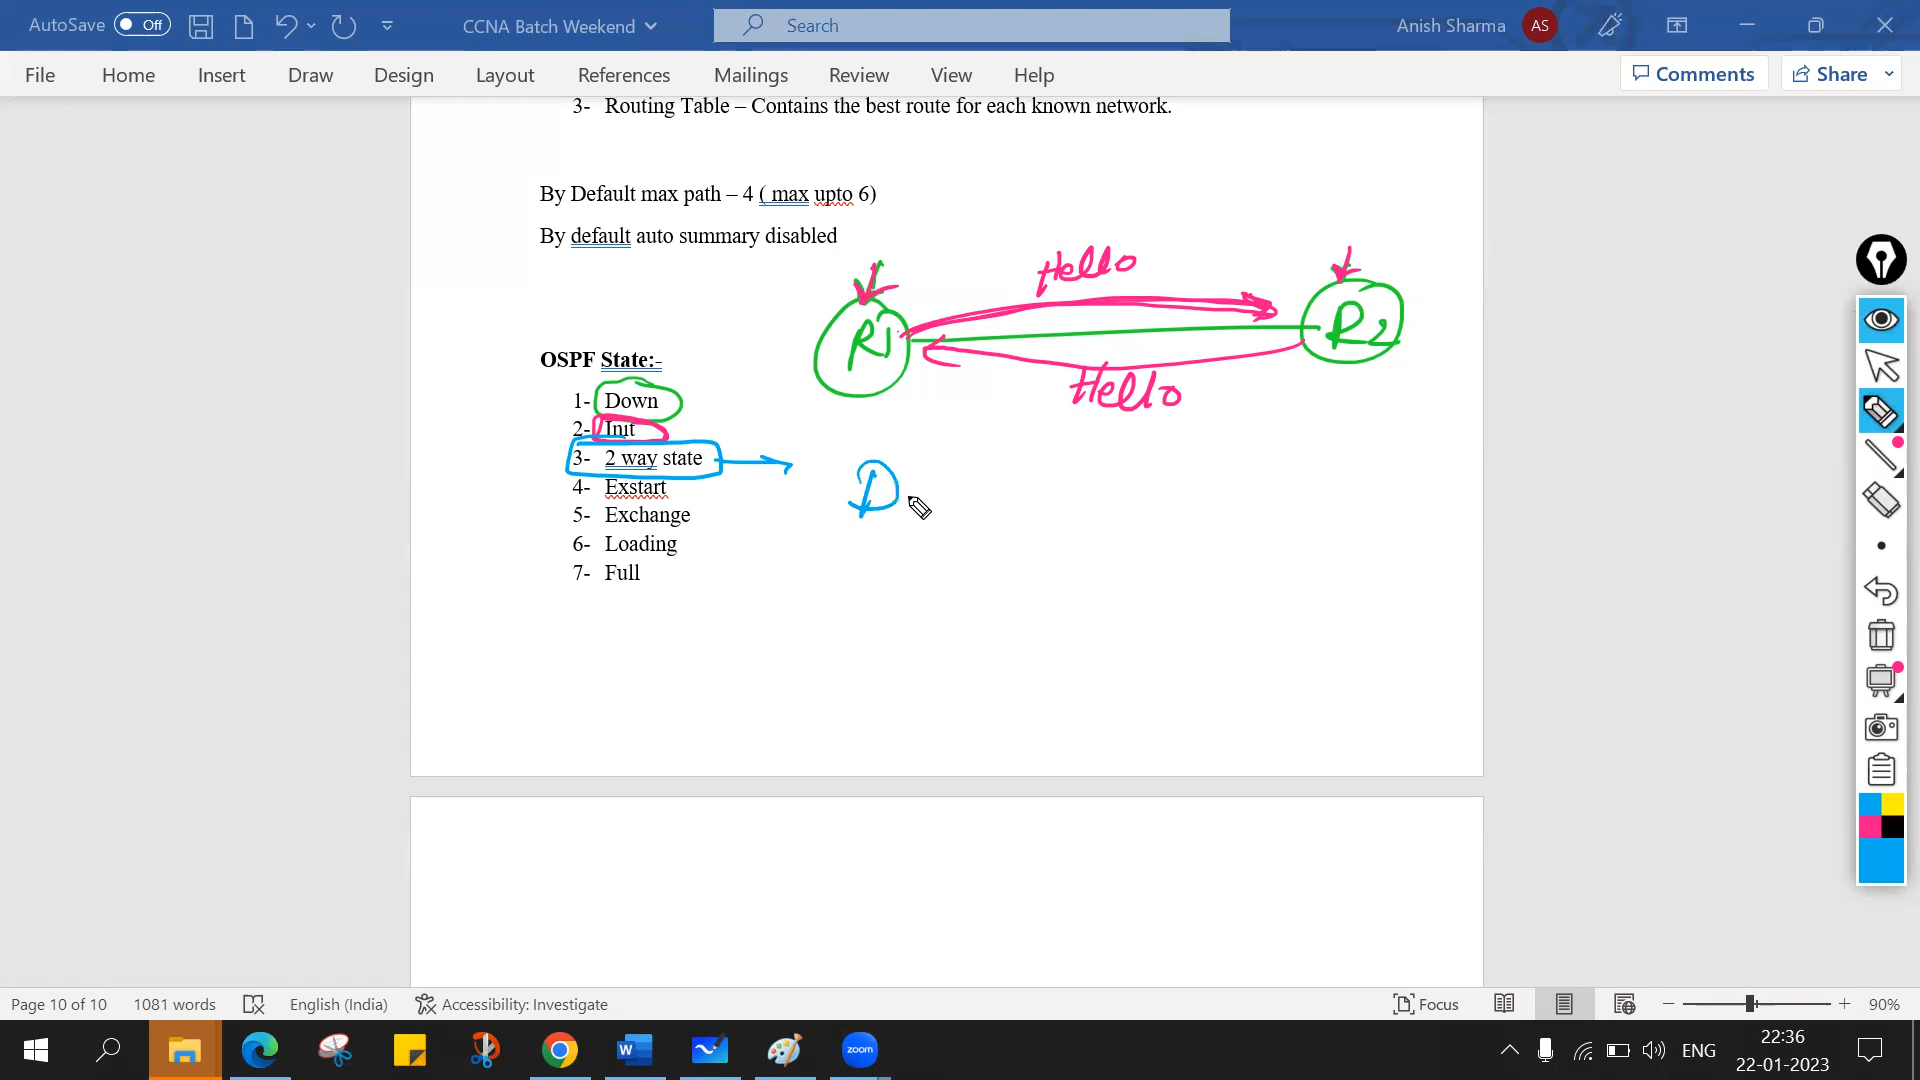 AutoSave Off CCNA Batch Weekend Search Anish Sharma AS
File Home Insert Draw Design Layout References Mailings Review View Help Comments Share
3- Routing Table – Contains the best route for each known network.
By Default max path – 4 ( max upto 6)
By default auto summary disabled
Hello
R1 R2
Hello
OSPF State:-
1- Down
2- Init
3- 2 way state
4- Exstart
5- Exchange
6- Loading
7- Full
D
Page 10 of 10 1081 words English (India) Accessibility: Investigate Focus 90%
W zoom ENG 22:36
22-01-2023